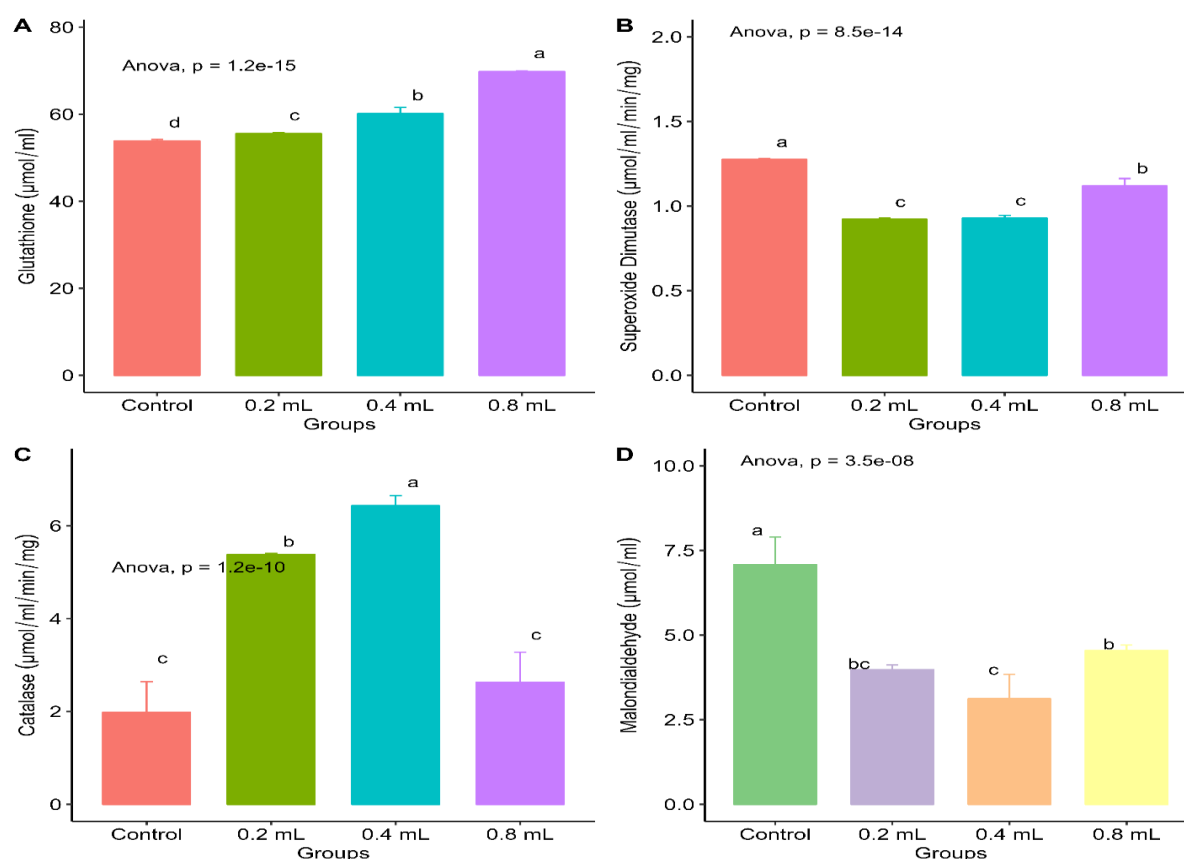 A
Anova, p = 1.2e-15
Glutathione (µmol/ml)
80
60
40
20
0
d
c
b
a
Control 0.2 mL 0.4 mL 0.8 mL
Groups
B
Anova, p = 8.5e-14
Superoxide Dimutase (µmol/ml/min/mg)
2.0
1.5
1.0
0.5
0.0
a
c
c
b
Control 0.2 mL 0.4 mL 0.8 mL
Groups
C
Anova, p = 1.2e-10
Catalase (µmol/ml/min/mg)
6
4
2
0
c
b
a
c
Control 0.2 mL 0.4 mL 0.8 mL
Groups
D
Anova, p = 3.5e-08
Malondialdehyde (µmol/ml)
10.0
7.5
5.0
2.5
0.0
a
bc
c
b
Control 0.2 mL 0.4 mL 0.8 mL
Groups